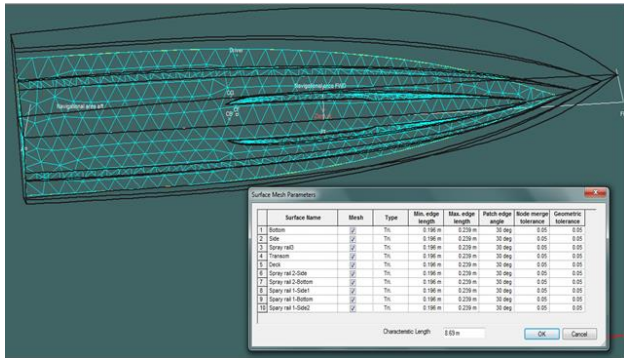 Driver
Navigational area FWD
Navigational area aft
Surface Mesh Parameters
Surface Name Mesh Type Min. edge length Max. edge length Patch edge angle Node merge tolerance Geometric tolerance
1 Bottom Tri. 0.196 m 0.239 m 30 deg 0.05 0.05
2 Side Tri. 0.196 m 0.239 m 30 deg 0.05 0.05
3 Spray rail3 Tri. 0.196 m 0.239 m 30 deg 0.05 0.05
4 Transom Tri. 0.196 m 0.239 m 30 deg 0.05 0.05
5 Deck Tri. 0.196 m 0.239 m 30 deg 0.05 0.05
6 Spray rail 2-Side Tri. 0.196 m 0.239 m 30 deg 0.05 0.05
7 Spray rail 2-Bottom Tri. 0.196 m 0.239 m 30 deg 0.05 0.05
8 Spary rail 1-Side1 Tri. 0.196 m 0.239 m 30 deg 0.05 0.05
9 Spary rail 1-Bottom Tri. 0.196 m 0.239 m 30 deg 0.05 0.05
10 Spary rail 1-Side2 Tri. 0.196 m 0.239 m 30 deg 0.05 0.05
Characteristic Length 8.69 m OK Cancel